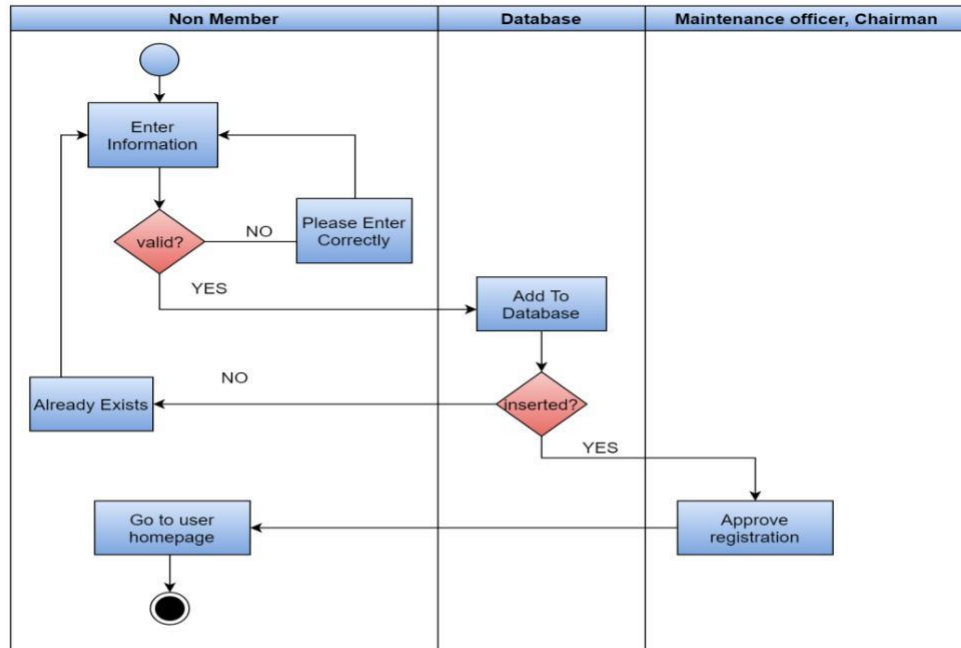 Non Member
Database
Maintenance officer, Chairman
Enter
Information
valid?
NO
Please Enter
Correctly
YES
Add To
Database
inserted?
NO
Already Exists
YES
Approve
registration
Go to user
homepage